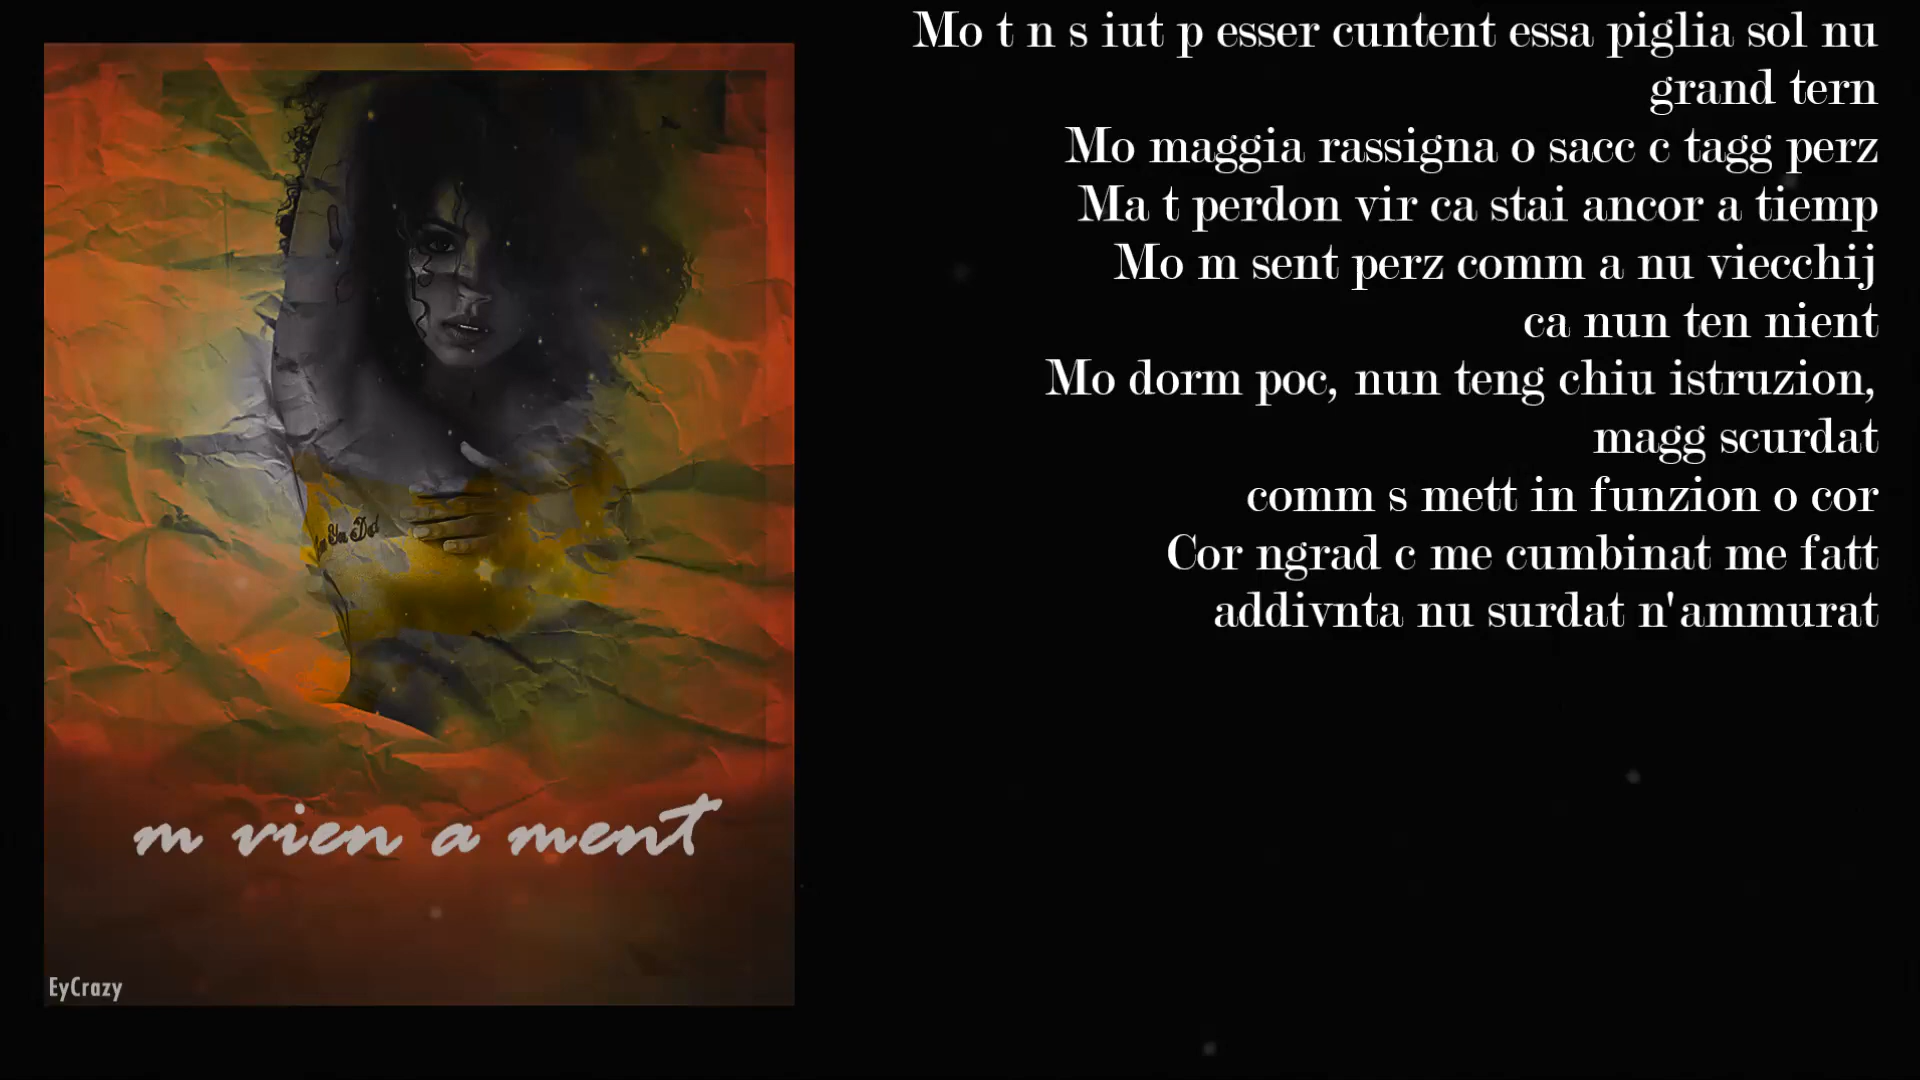 Mo t n s iut p esser cuntent essa piglia sol nu
grand tern
Mo maggia rassigna o sacc c tagg perz
Ma t perdon vir ca stai ancor a tiemp
Mo m sent perz comm a nu viecchij
ca nun ten nient
Mo dorm poc, nun teng chiu istruzion,
magg scurdat
comm s mett in funzion o cor
Cor ngrad c me cumbinat me fatt
addivnta nu surdat n'ammurat
m vien a ment
EyCrazy